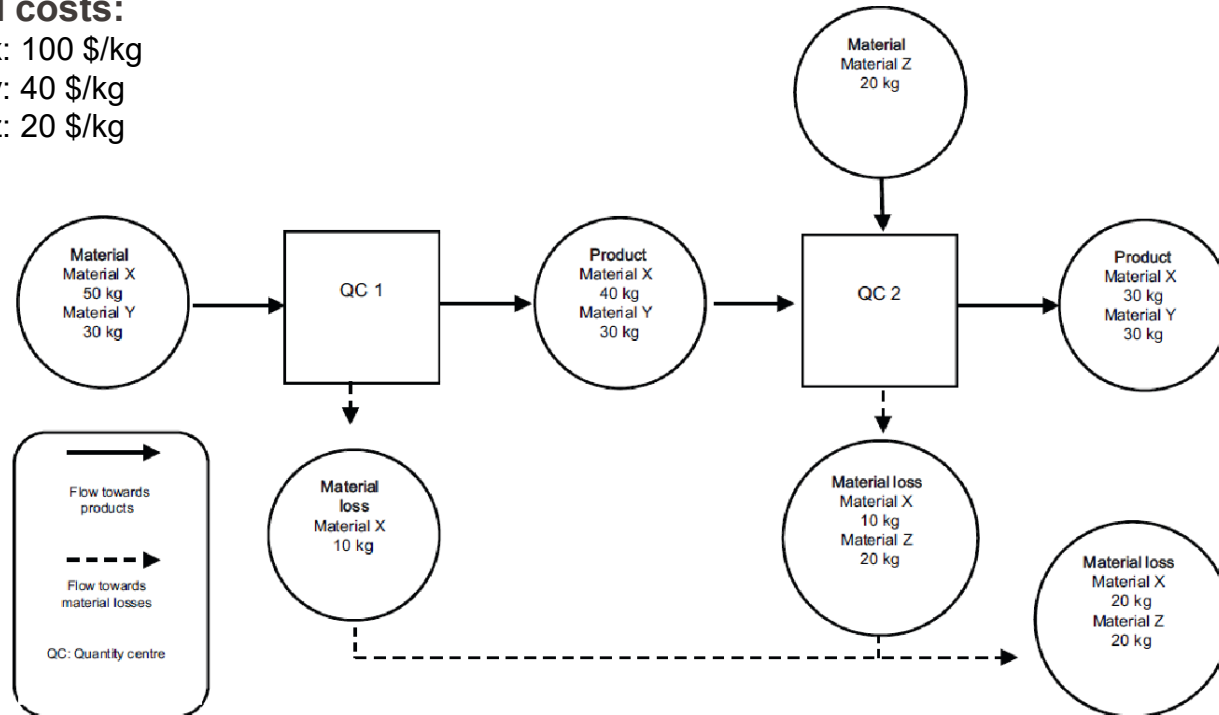 costs:
: 100 $/kg
: 40 $/kg
: 20 $/kg
Material
Material Z
20 kg
Material
Material X
50 kg
Material Y
30 kg
QC 1
Product
Material X
40 kg
Material Y
30 kg
QC 2
Product
Material X
30 kg
Material Y
30 kg
Flow towards
products
Flow towards
material losses
QC: Quantity centre
Material
loss
Material X
10 kg
Material loss
Material X
10 kg
Material Z
20 kg
Material loss
Material X
20 kg
Material Z
20 kg